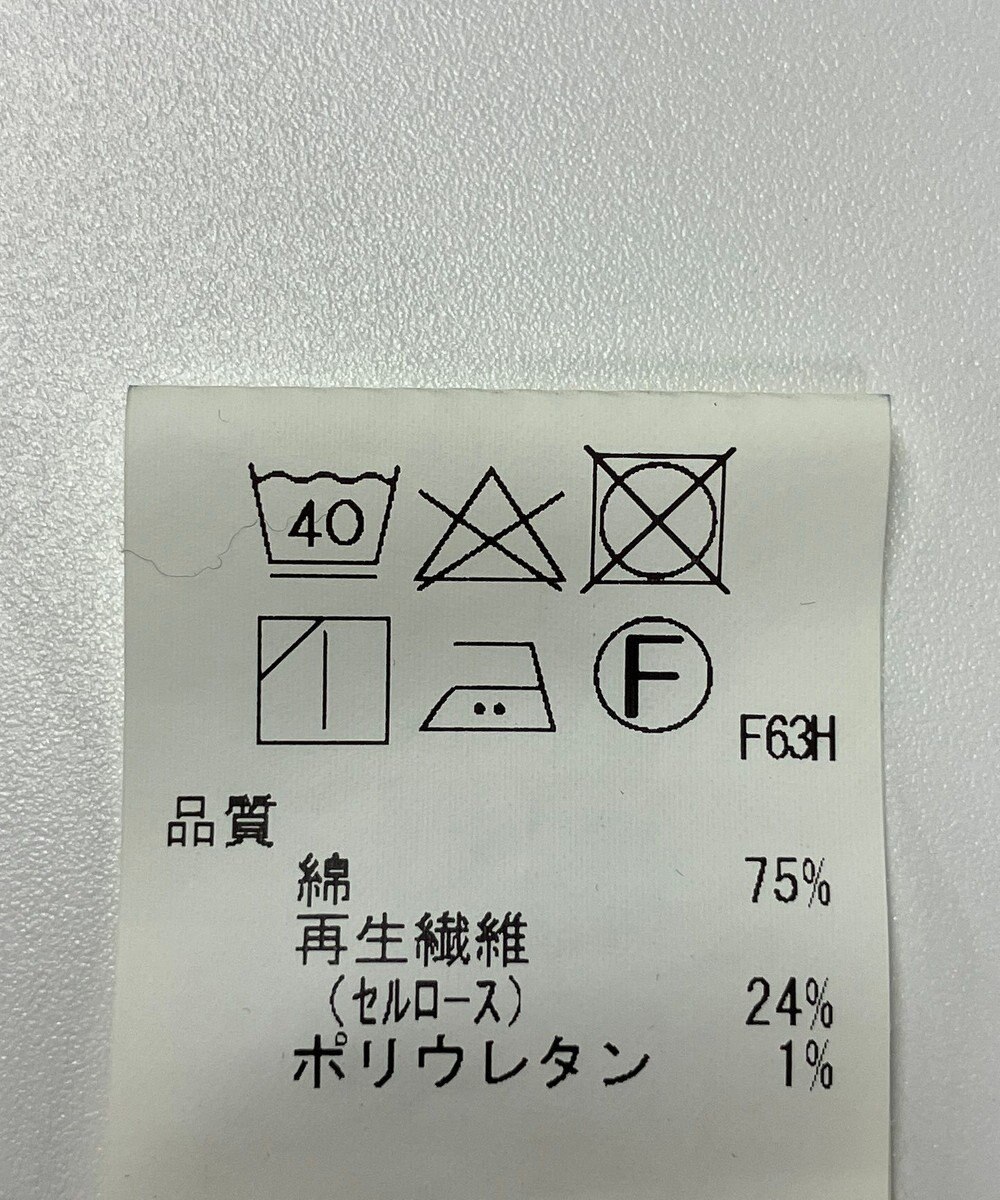 40
F
F63H
品質
綿 75%
再生繊維
(セルロース) 24%
ポリウレタン 1%